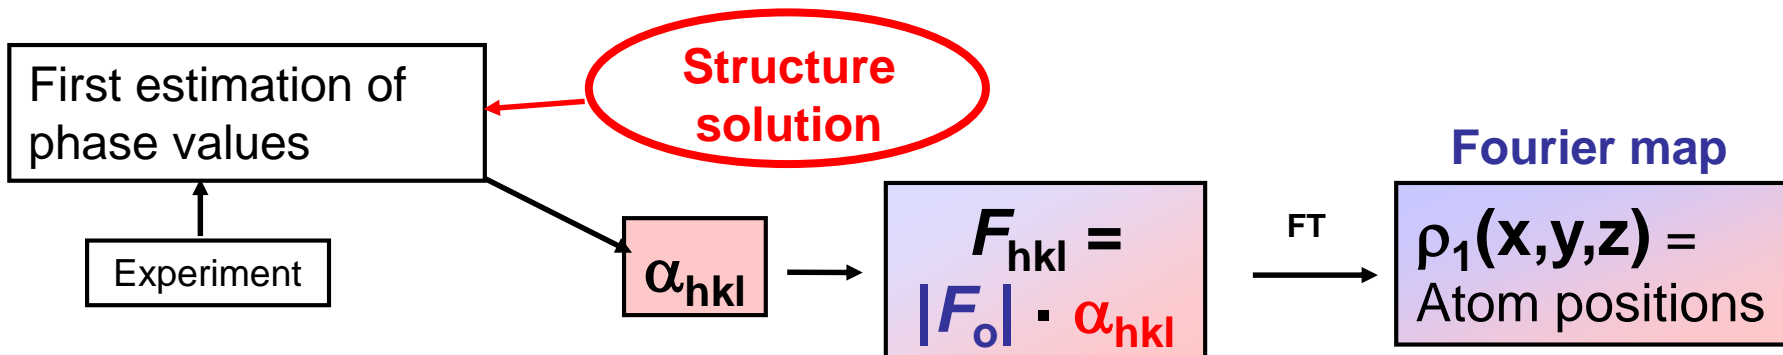 First estimation of
phase values
Structure
solution
Experiment
αhkl
Fhkl =
|Fo| · αhkl
FT
Fourier map
ρ1(x,y,z) =
Atom positions